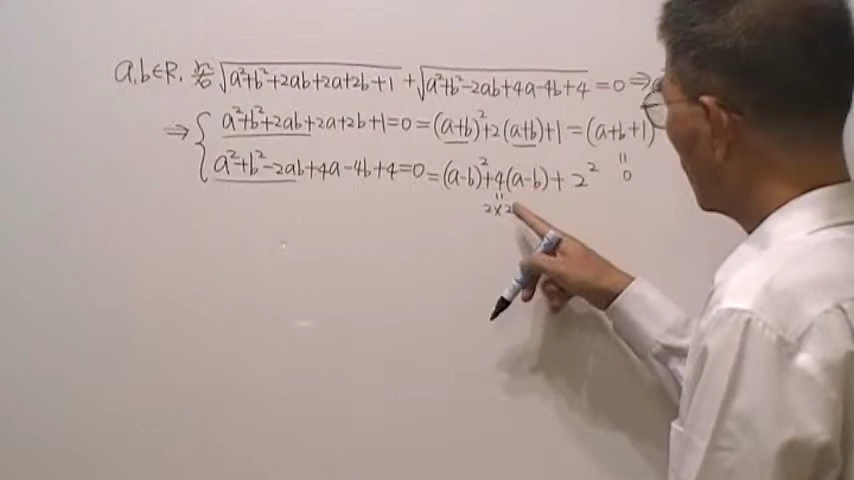 a,b∈R, 若√(a²+b²+2ab+2a+2b+1) + √(a²+b²-2ab+4a-4b+4) = 0 ⇒
⇒ { a²+b²+2ab+2a+2b+1=0 = (a+b)²+2(a+b)+1 = (a+b+1)
a²+b²-2ab+4a-4b+4=0 = (a-b)²+4(a-b)+2²
"
0
"
2×2